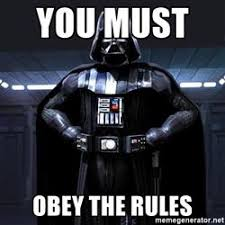 YOU MUST
OBEY THE RULES
memegenerator.net